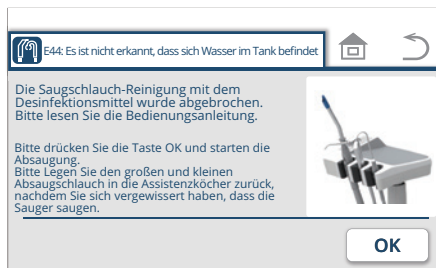 E44: Es ist nicht erkannt, dass sich Wasser im Tank befindet
Die Saugschlauch-Reinigung mit dem
Desinfektionsmittel wurde abgebrochen.
Bitte lesen Sie die Bedienungsanleitung.
Bitte drücken Sie die Taste OK und starten die
Absaugung.
Bitte Legen Sie den großen und kleinen
Absaugschlauch in die Assistenzköcher zurück,
nachdem Sie sich vergewissert haben, dass die
Sauger saugen.
OK